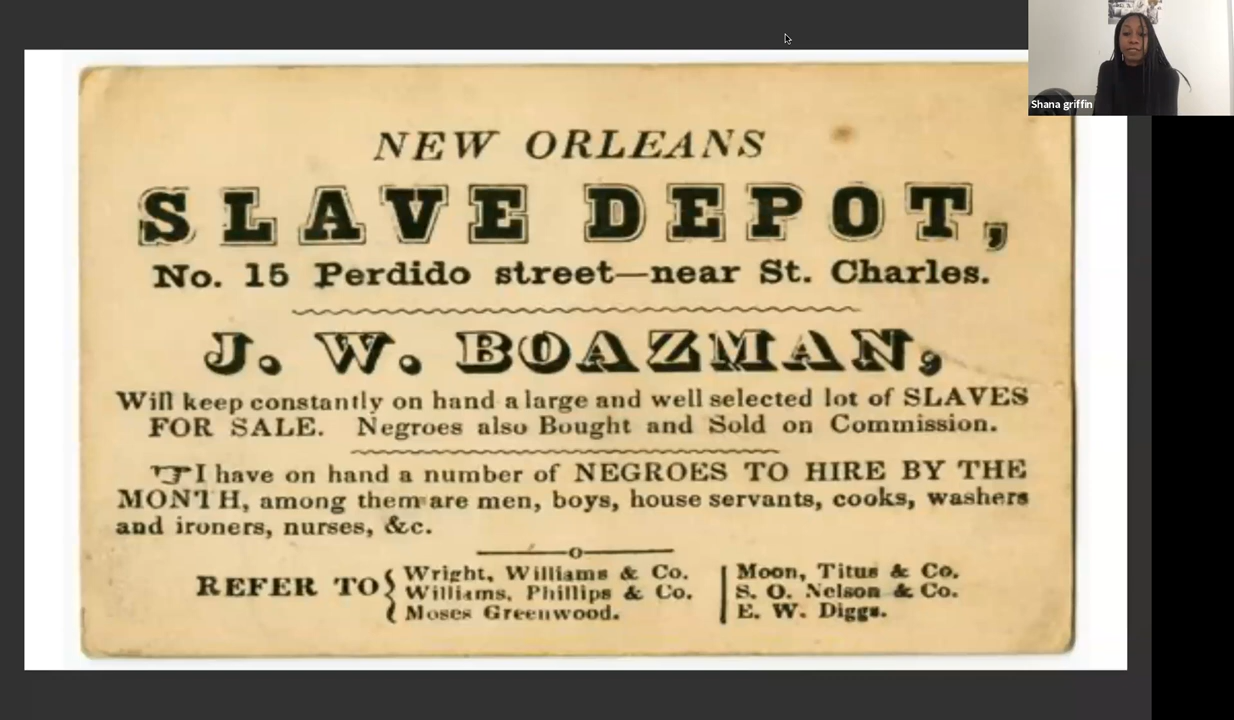 NEW ORLEANS
SLAVE DEPOT,
No. 15 Perdido street—near St. Charles.
J. W. BOAZMAN,
Will keep constantly on hand a large and well selected lot of SLAVES
FOR SALE. Negroes also Bought and Sold on Commission.
☞I have on hand a number of NEGROES TO HIRE BY THE
MONTH, among them are men, boys, house servants, cooks, washers
and ironers, nurses, &c.
REFER TO { Wright, Williams & Co.
Williams, Phillips & Co.
Moses Greenwood.
Moon, Titus & Co.
S. O. Nelson & Co.
E. W. Diggs.
Shana griffin